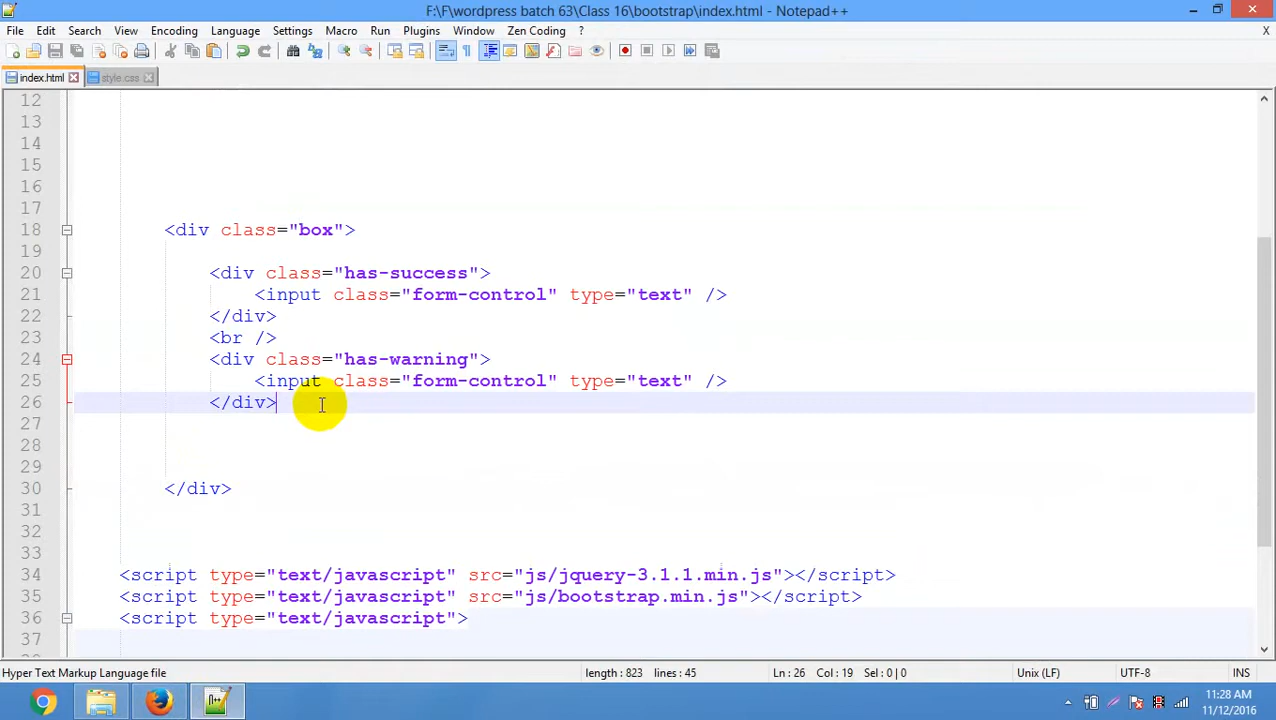 F:\F\wordpress batch 63\Class 16\bootstrap\index.html - Notepad++
File Edit Search View Encoding Language Settings Macro Run Plugins Window Zen Coding ? X
index.html style.css
12
13
14
15
16
17
18 <div class="box">
19
20 <div class="has-success">
21 <input class="form-control" type="text" />
22 </div>
23 <br />
24 <div class="has-warning">
25 <input class="form-control" type="text" />
26 </div>
27
28
29
30 </div>
31
32
33
34 <script type="text/javascript" src="js/jquery-3.1.1.min.js"></script>
35 <script type="text/javascript" src="js/bootstrap.min.js"></script>
36 <script type="text/javascript">
37
Hyper Text Markup Language file length : 823 lines : 45 Ln : 26 Col : 19 Sel : 0 | 0 Unix (LF) UTF-8 INS
11:28 AM
11/12/2016